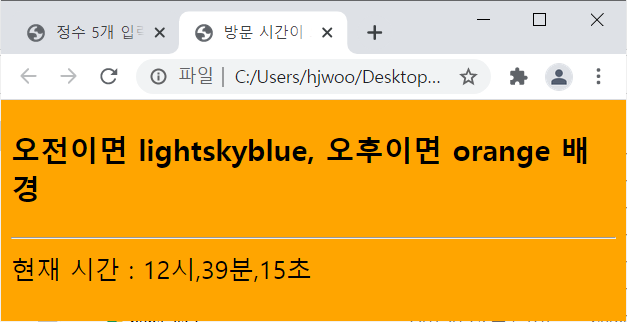 정수 5개 입력
방문 시간이
파일 | C:/Users/hjwoo/Desktop...
오전이면 lightskyblue, 오후이면 orange 배
경
현재 시간 : 12시,39분,15초